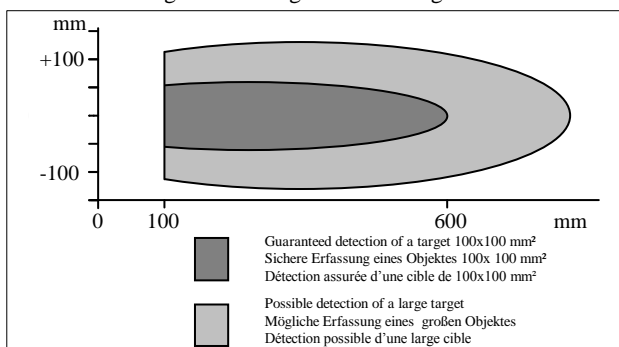 mm
+100
-100
0 100 600 mm
Guaranteed detection of a target 100x100 mm²
Sichere Erfassung eines Objektes 100x 100 mm²
Détection assurée d'une cible de 100x100 mm²
Possible detection of a large target
Mögliche Erfassung eines großen Objektes
Détection possible d'une large cible